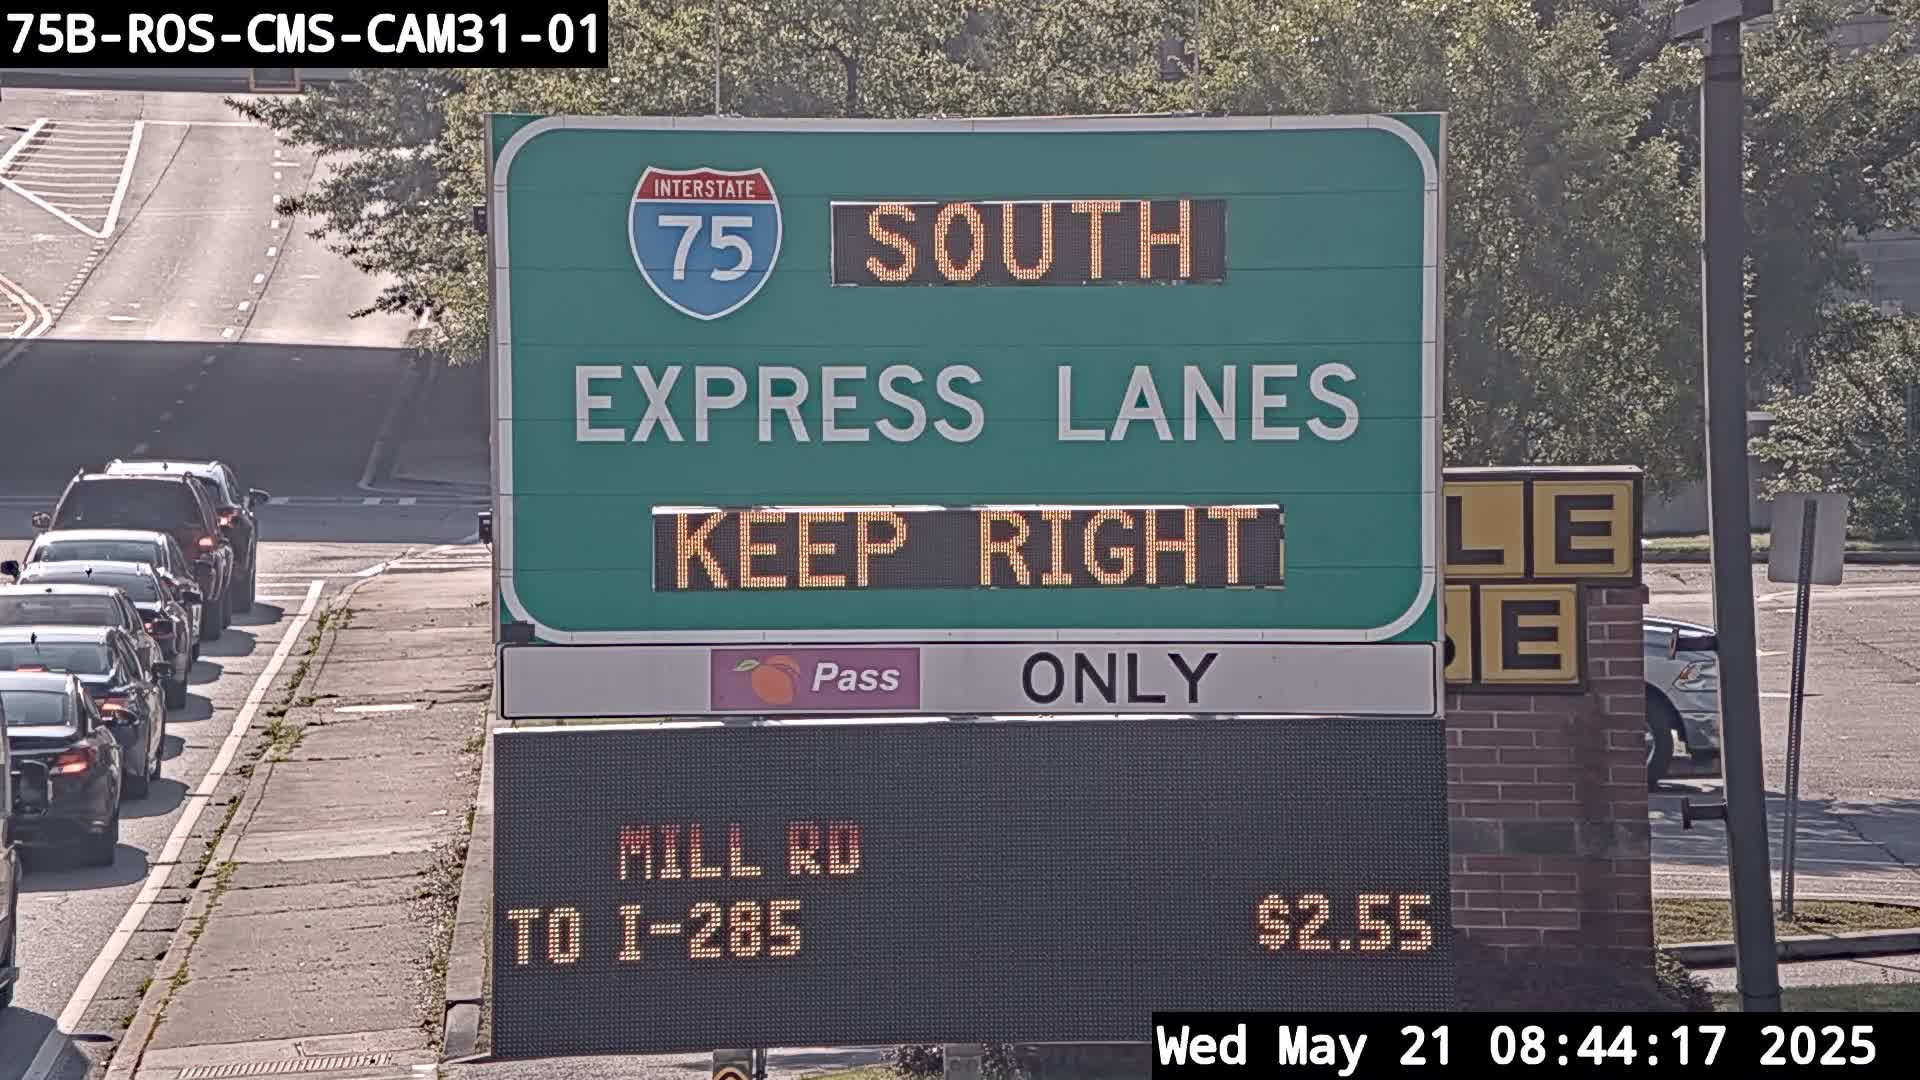 75B-ROS-CMS-CAM31-01
INTERSTATE
75
SOUTH
EXPRESS LANES
KEEP RIGHT
Pass ONLY
MILL RD
TO I-285 $2.55
LE
E
Wed May 21 08:44:17 2025